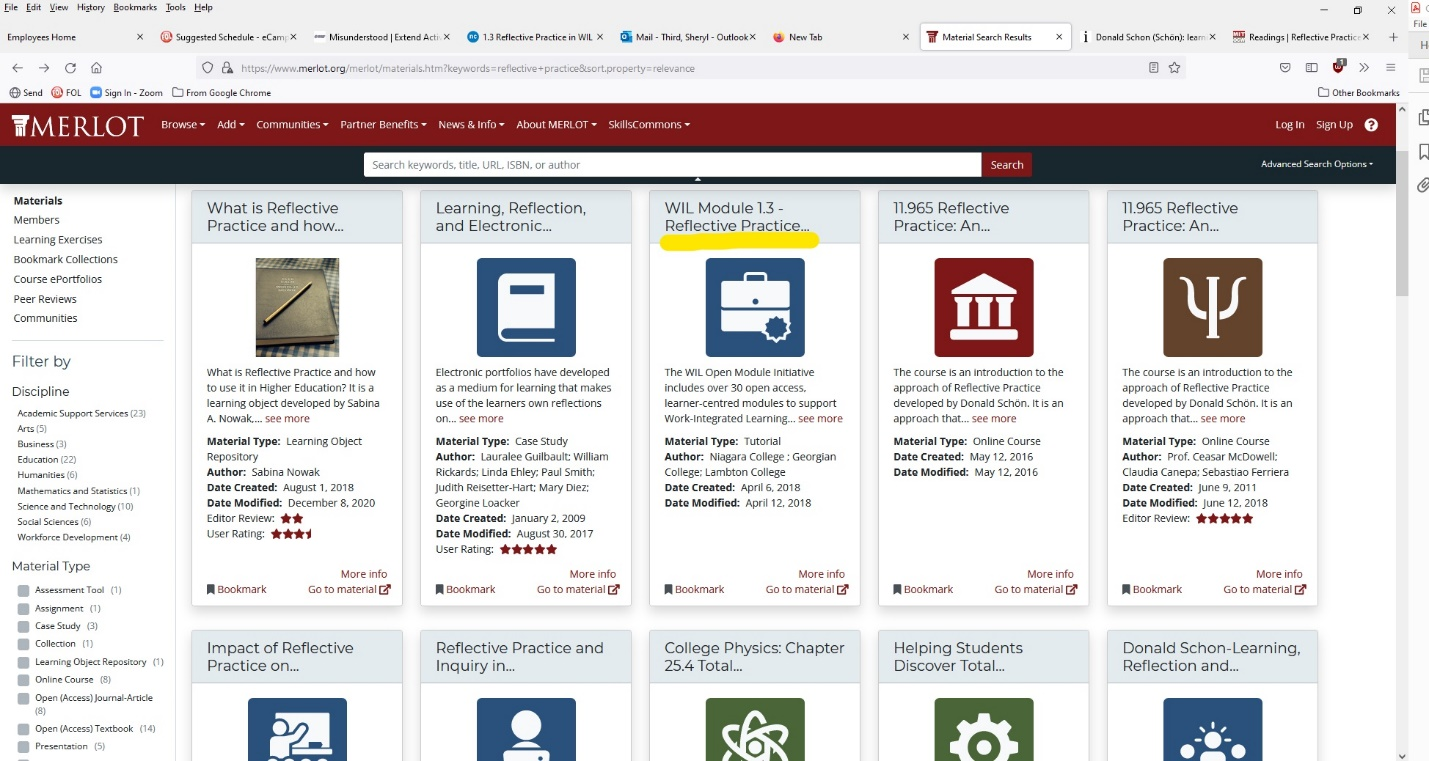 File Edit View History Bookmarks Tools Help
Employees Home
Suggested Schedule - eCam
Misunderstood | Extend Acti
1.3 Reflective Practice in WIL
Mail - Third, Sheryl - Outlook
New Tab
Material Search Results
Donald Schon (Schön): learn
Readings | Reflective Practice
File
https://www.merlot.org/merlot/materials.htm?keywords=reflective+practice&sort.property=relevance
1
Send FOL Sign In - Zoom From Google Chrome Other Bookmarks
MERLOT Browse Add Communities Partner Benefits News & Info About MERLOT SkillsCommons Log In Sign Up ?
Search keywords, title, URL, ISBN, or author Search Advanced Search Options
Materials
Members
Learning Exercises
Bookmark Collections
Course ePortfolios
Peer Reviews
Communities
Filter by
Discipline
Academic Support Services (23)
Arts (5)
Business (3)
Education (22)
Humanities (6)
Mathematics and Statistics (1)
Science and Technology (10)
Social Sciences (6)
Workforce Development (4)
Material Type
Assessment Tool (1)
Assignment (1)
Case Study (3)
Collection (1)
Learning Object Repository (1)
Online Course (8)
Open (Access) Journal-Article
(8)
Open (Access) Textbook (14)
Presentation (5)
What is Reflective
Practice and how...
What is Reflective Practice and how
to use it in Higher Education? It is a
learning object developed by Sabina
A. Nowak,... see more
Material Type: Learning Object
Repository
Author: Sabina Nowak
Date Created: August 1, 2018
Date Modified: December 8, 2020
Editor Review:
User Rating:
More info
Bookmark Go to material
Learning, Reflection,
and Electronic...
Electronic portfolios have developed
as a medium for learning that makes
use of the learners own reflections
on... see more
Material Type: Case Study
Author: Lauralee Guilbault; William
Rickards; Linda Ehley; Paul Smith;
Judith Reisetter-Hart; Mary Diez;
Georgine Loacker
Date Created: January 2, 2009
Date Modified: August 30, 2017
User Rating:
More info
Bookmark Go to material
WIL Module 1.3 -
Reflective Practice...
The WIL Open Module Initiative
includes over 30 open access,
learner-centred modules to support
Work-Integrated Learning... see more
Material Type: Tutorial
Author: Niagara College ; Georgian
College; Lambton College
Date Created: April 6, 2018
Date Modified: April 12, 2018
More info
Bookmark Go to material
11.965 Reflective
Practice: An...
The course is an introduction to the
approach of Reflective Practice
developed by Donald Schön. It is an
approach that... see more
Material Type: Online Course
Date Created: May 12, 2016
Date Modified: May 12, 2016
More info
Bookmark Go to material
11.965 Reflective
Practice: An...
The course is an introduction to the
approach of Reflective Practice
developed by Donald Schön. It is an
approach that... see more
Material Type: Online Course
Author: Prof. Ceasar McDowell;
Claudia Canepa; Sebastiao Ferriera
Date Created: June 9, 2011
Date Modified: June 12, 2018
Editor Review:
More info
Bookmark Go to material
Impact of Reflective
Practice on...
Reflective Practice and
Inquiry in...
College Physics: Chapter
25.4 Total...
Helping Students
Discover Total...
Donald Schon-Learning,
Reflection and...